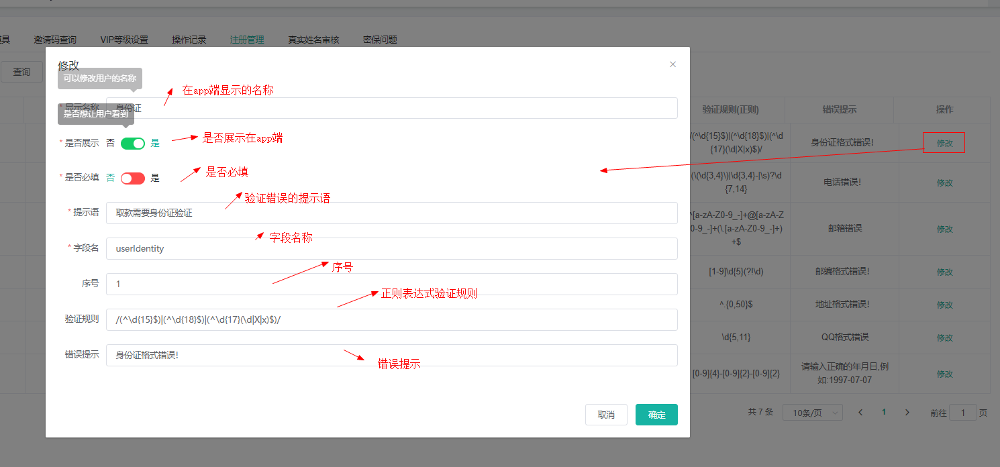 具 邀请码查询 VIP等级设置 操作记录 注册管理 真实姓名审核 密保问题
查询
修改
可以修改用户的名称
在app端显示的名称
* 显示名称 身份证
是否想让用户看到
* 是否展示 否 是
是否展示在app端
* 是否必填 否 是
是否必填
验证错误的提示语
* 提示语 取款需要身份证验证
字段名称
* 字段名 userIdentity
序号
序号 1
正则表达式验证规则
验证规则 /(^\d{15}$)|(^\d{18}$)|(^\d{17}(\d|X|x)$)/
错误提示 身份证格式错误!
错误提示
取消 确定
验证规则(正则) 错误提示 操作
/(^\d{15}$)|(^\d{18}$)|(^\d
{17}(\d|X|x)$)/
身份证格式错误! 修改
(\(\d{3,4}\)|\d{3,4}-|\s)?\d
{7,14}
电话错误! 修改
^[a-zA-Z0-9_-]+@[a-zA-Z
0-9_-]+(\.[a-zA-Z0-9_-]+)
+$
邮箱错误 修改
[1-9]\d{5}(?!\d) 邮编格式错误! 修改
^.{0,50}$ 地址格式错误! 修改
\d{5,11} QQ格式错误 修改
[0-9]{4}-[0-9]{2}-[0-9]{2}
请输入正确的年月日,例
如:1997-07-07
修改
共 7 条 10条/页 1 前往 1 页